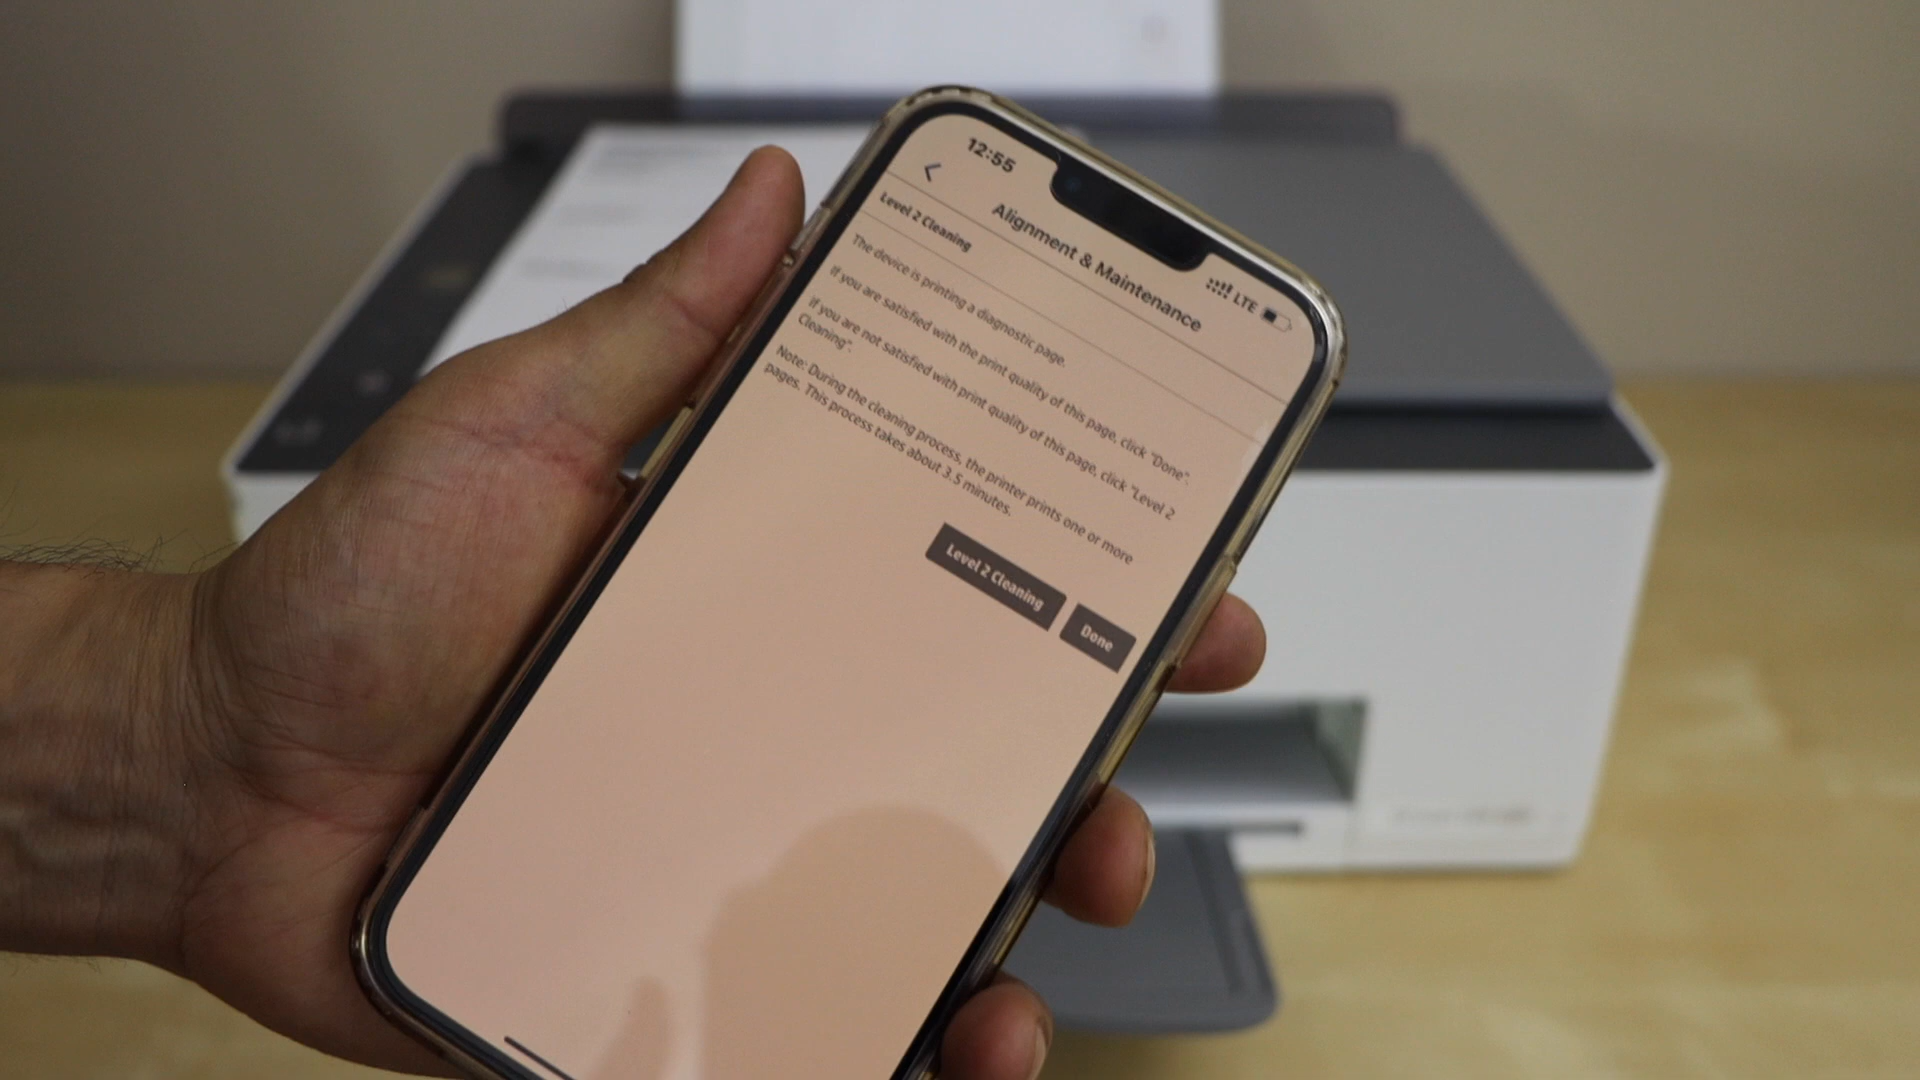 12:55
LTE
Alignment & Maintenance
Level 2 Cleaning
The device is printing a diagnostic page.
If you are satisfied with the print quality of this page, click "Done".
If you are not satisfied with print quality of this page, click "Level 2
Cleaning".
Note: During the cleaning process, the printer prints one or more
pages. This process takes about 3.5 minutes.
Level 2 Cleaning
Done